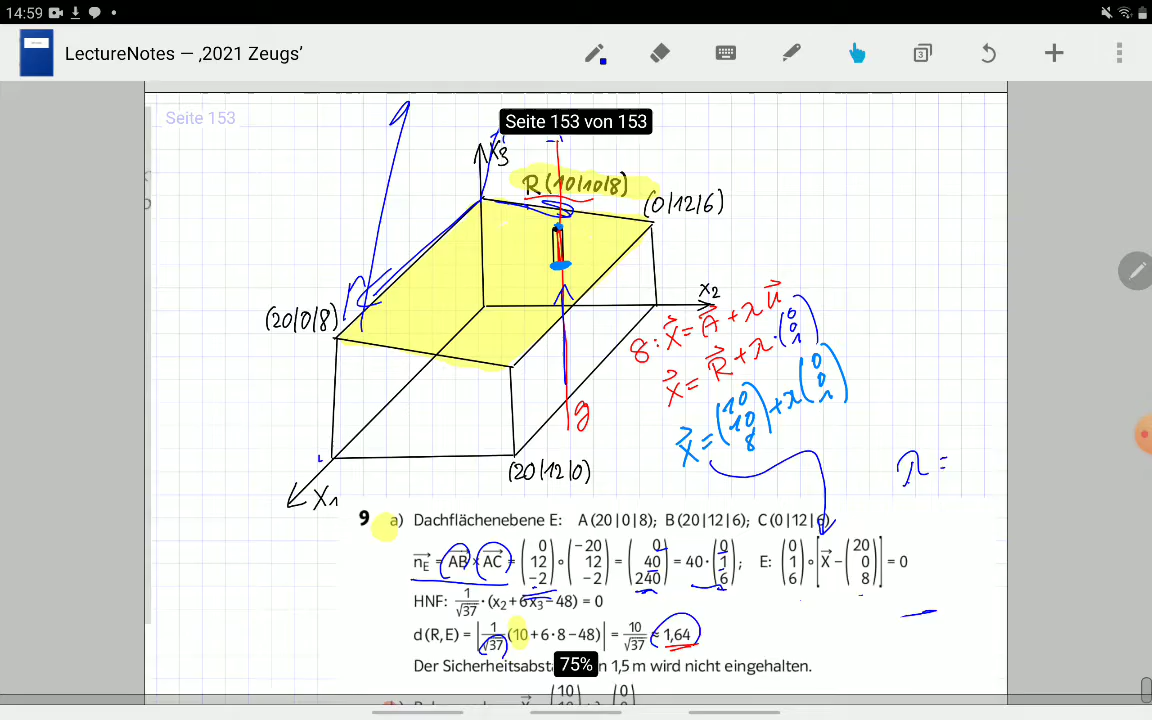 14:59
LectureNotes — ‚2021 Zeugs’
3
Seite 153
Seite 153 von 153
X3
R (10|10|8)
(0|12|6)
(20|0|8)
x2
g: X⃗ = A⃗ + λ u⃗
X⃗ = R⃗ + λ · (0 0 1)
X⃗ = (10 10 8) + λ (0 0 1)
g
(20|12|0)
X1
λ =
9 a) Dachflächenebene E: A(20|0|8); B(20|12|6); C(0|12|6)
n⃗E = AB × AC = (0 12 −2) ∘ (−20 12 −2) = (0 40 240) = 40 · (0 1 6); E: (0 1 6) ∘ [X⃗ − (20 0 8)] = 0
HNF: 1/√37 · (x2 + 6x3 − 48) = 0
d(R,E) = |1/√37 (10 + 6 · 8 − 48)| = 10/√37 ≈ 1,64
Der Sicherheitsabst n 1,5 m wird nicht eingehalten.
75%
(10
(0